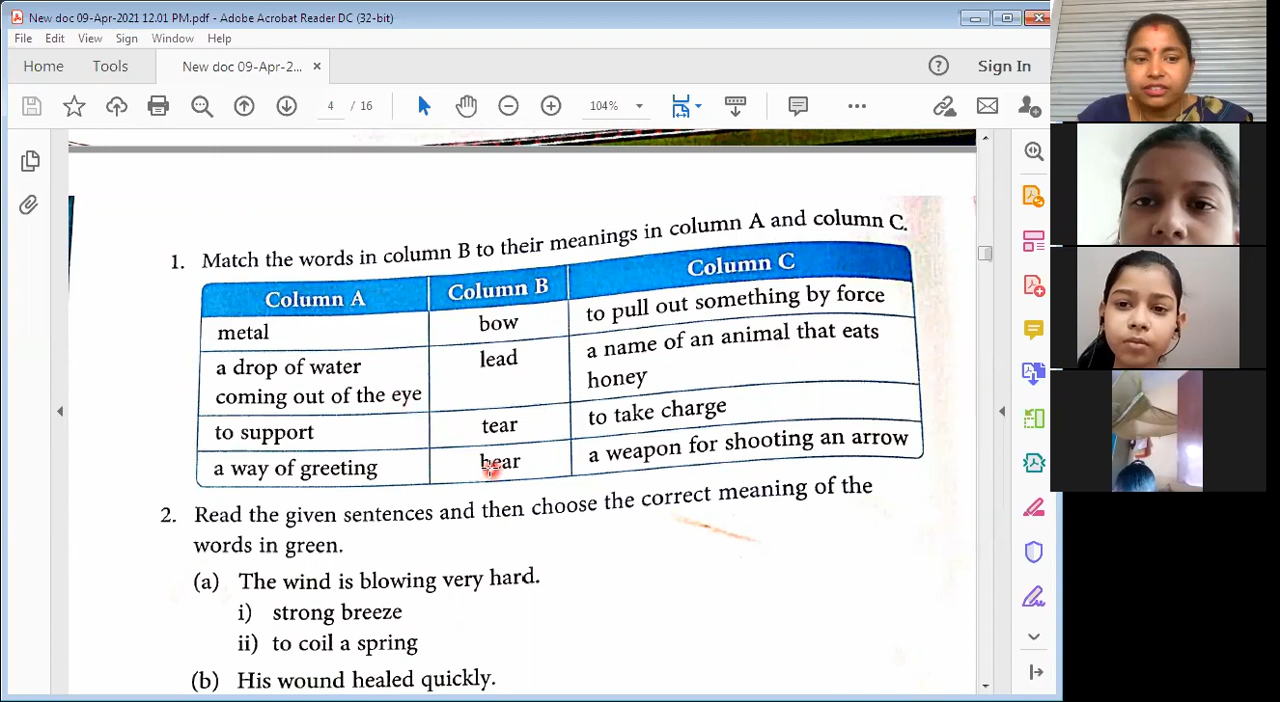 New doc 09-Apr-2021 12.01 PM.pdf - Adobe Acrobat Reader DC (32-bit)
File Edit View Sign Window Help
Home Tools New doc 09-Apr-2... × Sign In
4 / 16 104%
1. Match the words in column B to their meanings in column A and column C.
Column A Column B Column C
metal bow to pull out something by force
a drop of water lead a name of an animal that eats
coming out of the eye honey
to support tear to take charge
a way of greeting bear a weapon for shooting an arrow
2. Read the given sentences and then choose the correct meaning of the
words in green.
(a) The wind is blowing very hard.
i) strong breeze
ii) to coil a spring
(b) His wound healed quickly.